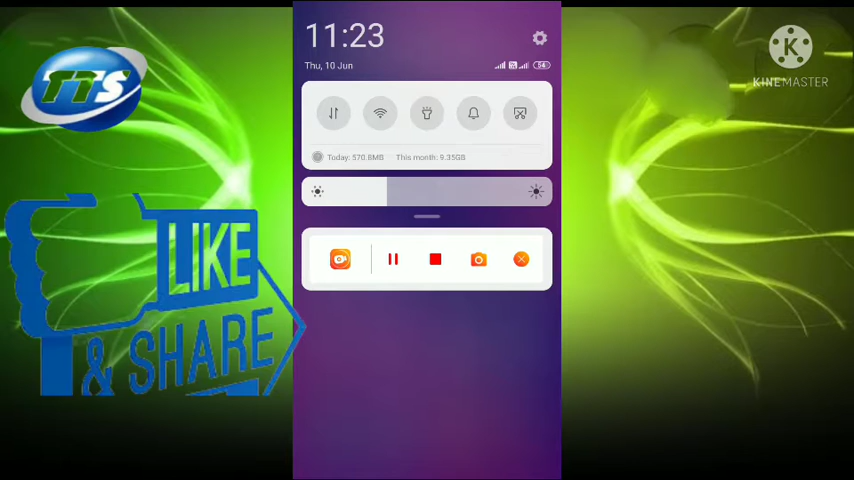 11:23
Thu, 10 Jun
54
Today: 570.8MB This month: 9.35GB
TTS
LIKE
& SHARE
K
KINEMASTER